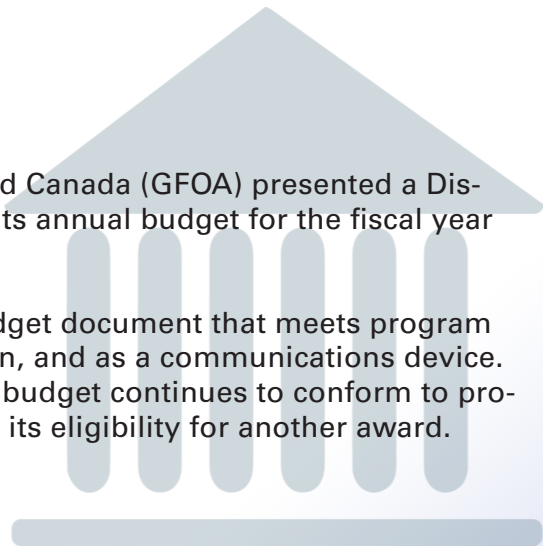 d Canada (GFOA) presented a Dis-
ts annual budget for the fiscal year
dget document that meets program
n, and as a communications device.
budget continues to conform to pro-
its eligibility for another award.